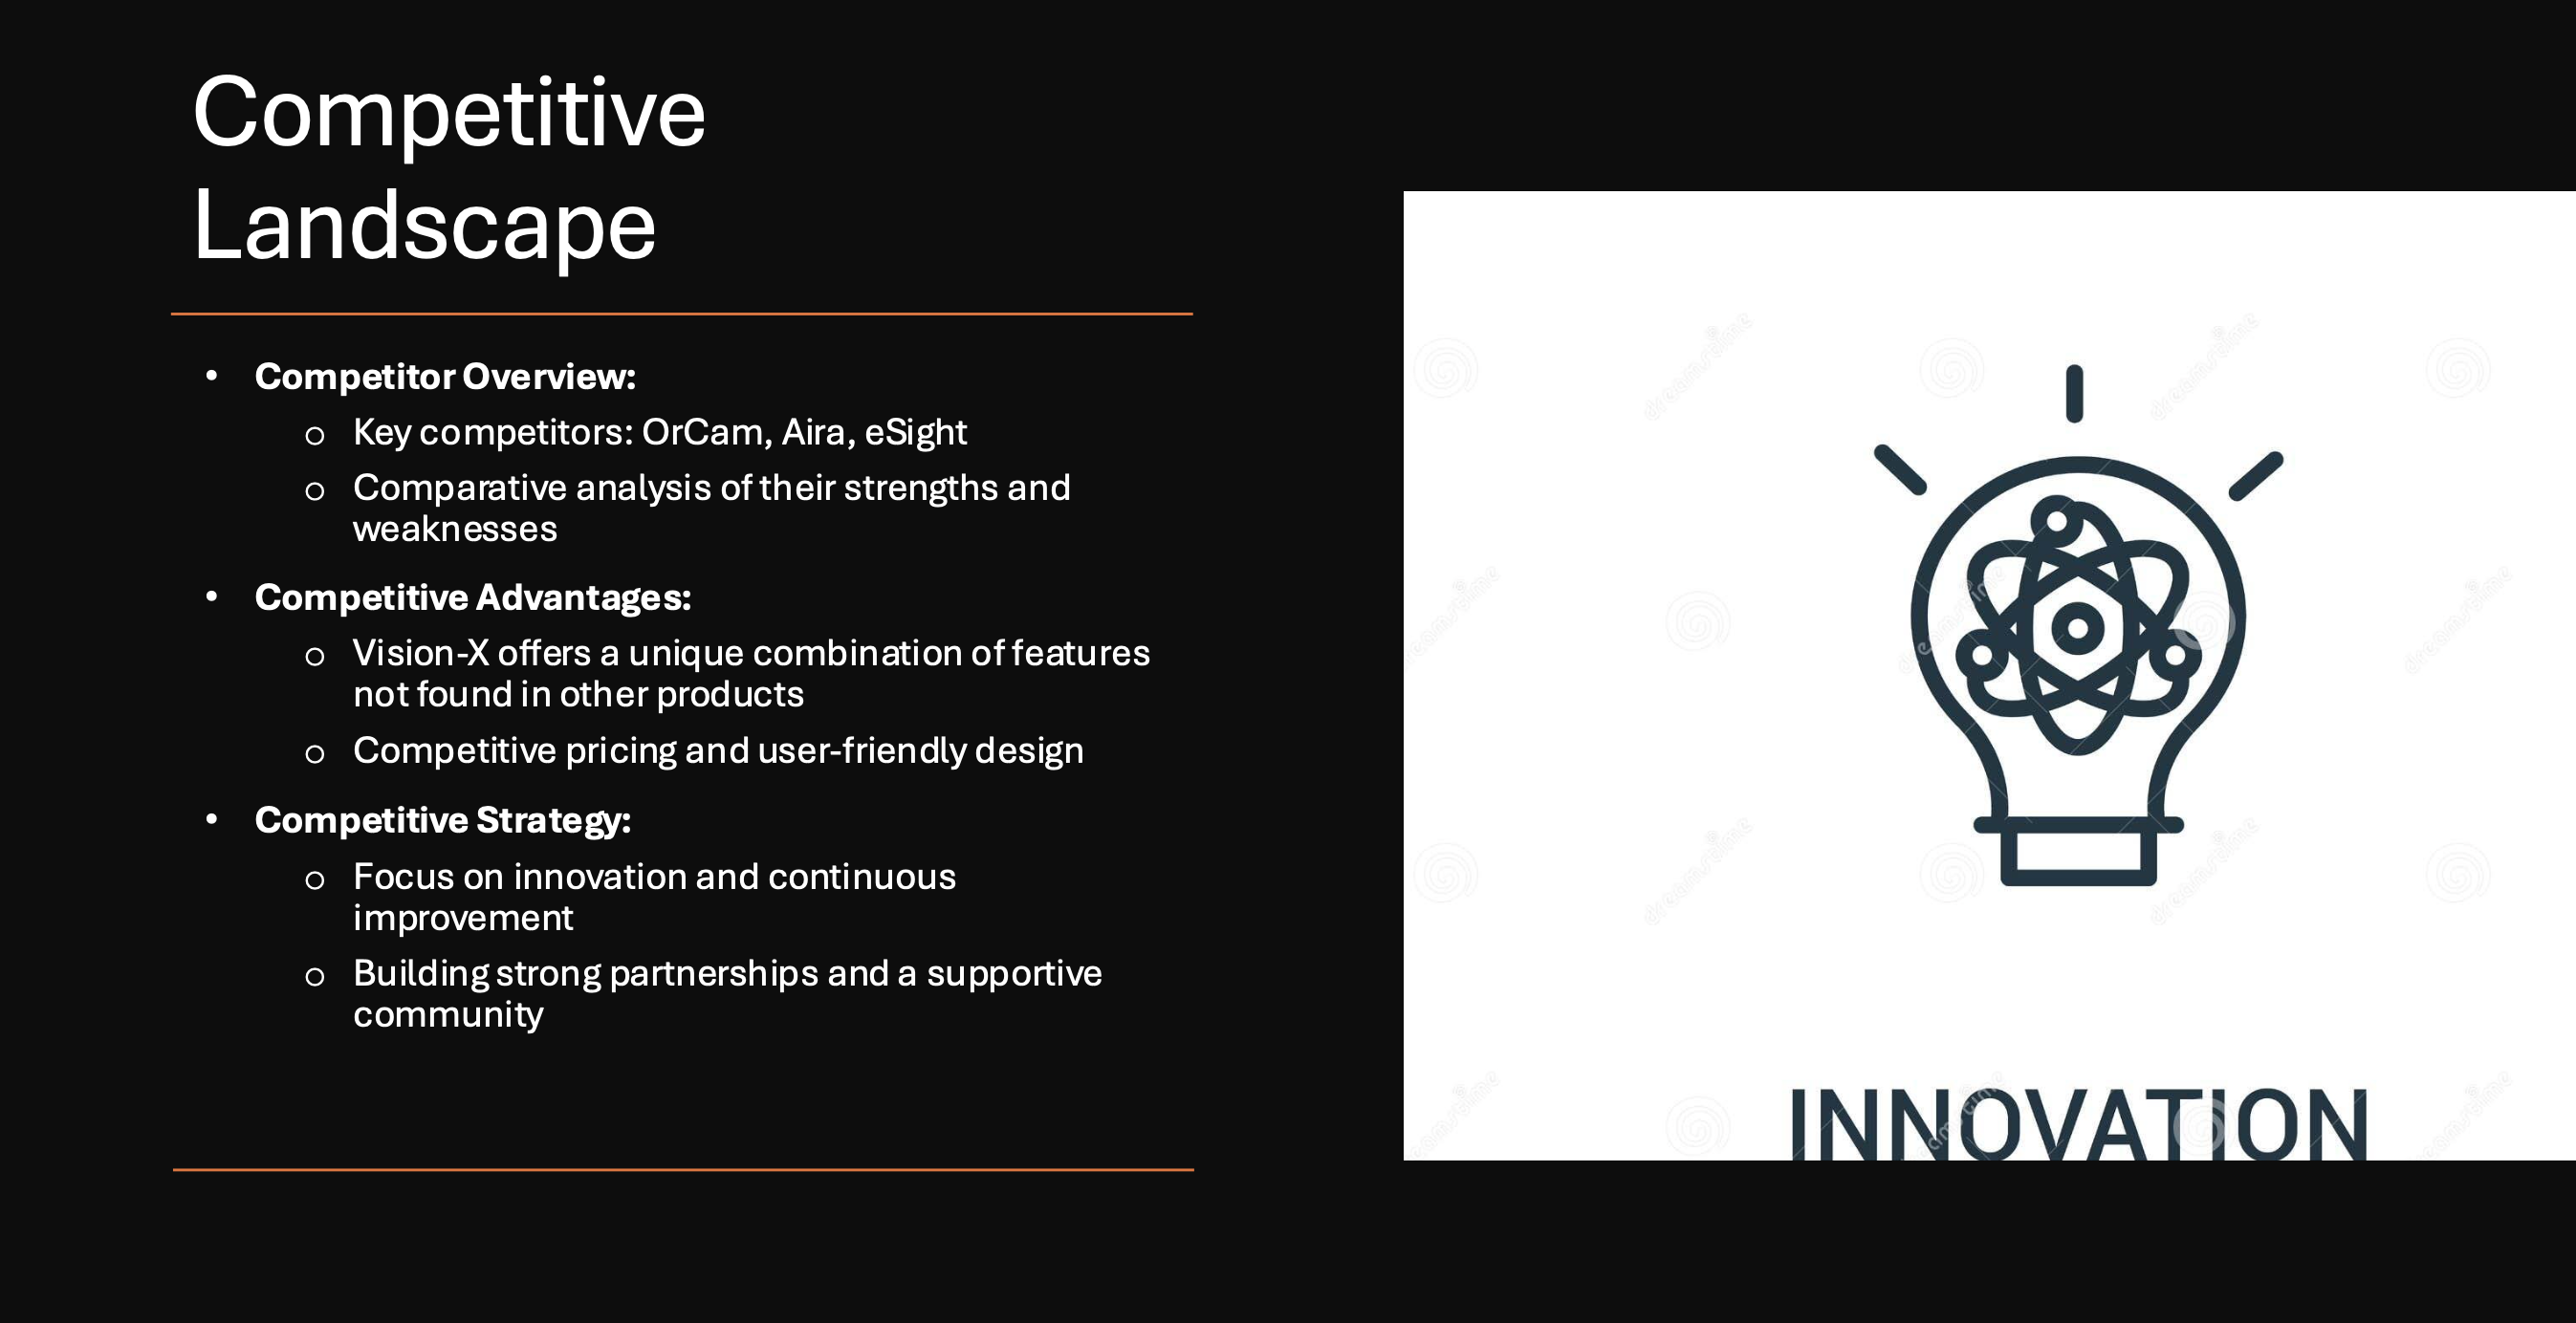 Competitive
Landscape
• Competitor Overview:
o Key competitors: OrCam, Aira, eSight
o Comparative analysis of their strengths and
weaknesses
• Competitive Advantages:
o Vision-X offers a unique combination of features
not found in other products
o Competitive pricing and user-friendly design
• Competitive Strategy:
o Focus on innovation and continuous
improvement
o Building strong partnerships and a supportive
community
INNOVATION
dreamstime